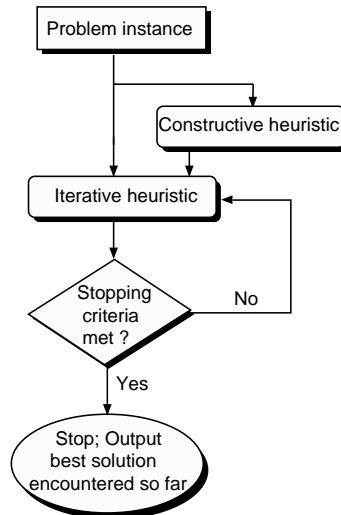 Problem instance
Constructive heuristic
Iterative heuristic
Stopping
criteria
met ?
No
Yes
Stop; Output
best solution
encountered so far